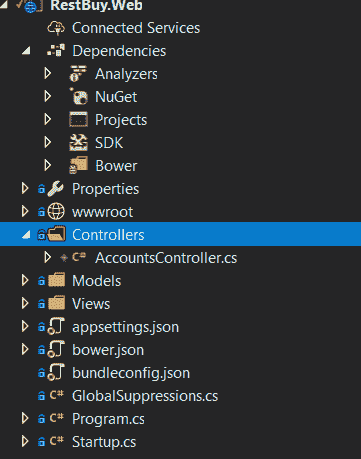 RestBuy.Web
Connected Services
Dependencies
Analyzers
NuGet
Projects
SDK
Bower
Properties
wwwroot
Controllers
C# AccountsController.cs
Models
Views
appsettings.json
bower.json
bundleconfig.json
C# GlobalSuppressions.cs
C# Program.cs
C# Startup.cs